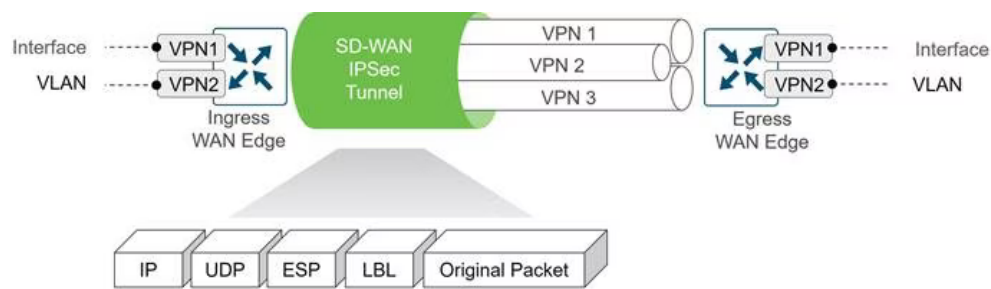 Interface
VLAN
VPN1
VPN2
Ingress
WAN Edge
SD-WAN
IPSec
Tunnel
VPN 1
VPN 2
VPN 3
VPN1
VPN2
Egress
WAN Edge
Interface
VLAN
IP
UDP
ESP
LBL
Original Packet